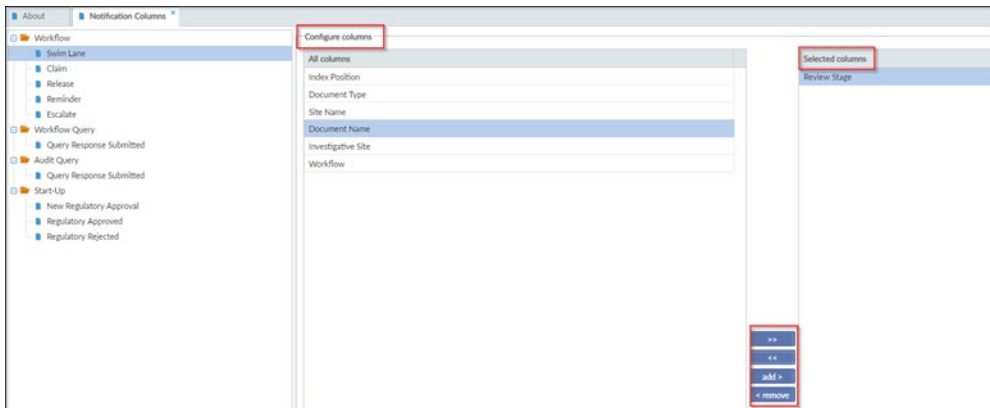 About
Notification Columns
Workflow
Swim Lane
Claim
Release
Reminder
Escalate
Workflow Query
Query Response Submitted
Audit Query
Query Response Submitted
Start-Up
New Regulatory Approval
Regulatory Approved
Regulatory Rejected
Configure columns
All columns
Index Position
Document Type
Site Name
Document Name
Investigative Site
Workflow
>>
<<
add >
< remove
Selected columns
Review Stage